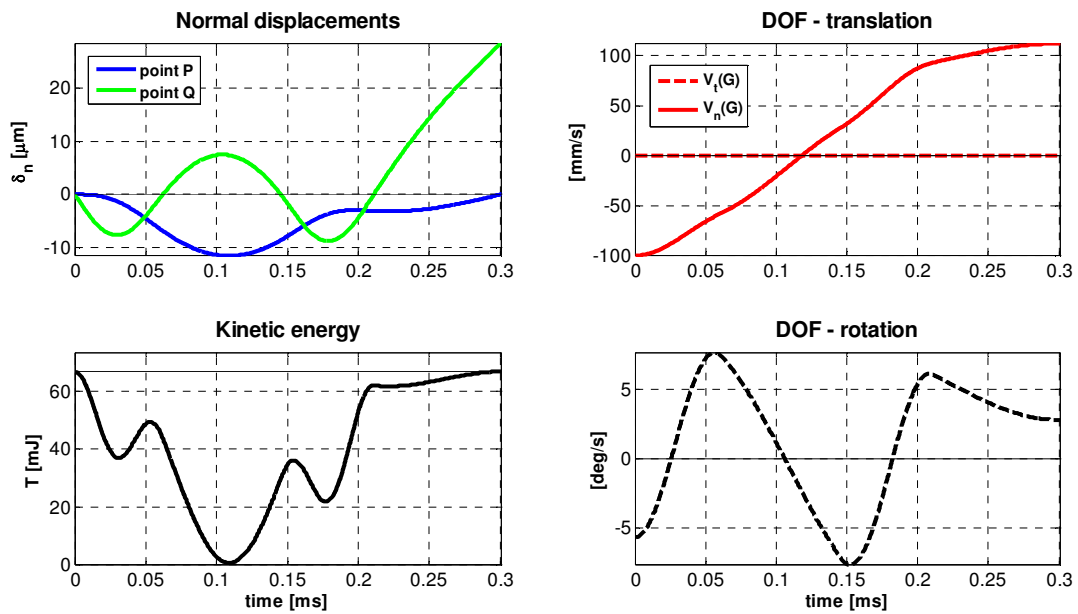 Normal displacements
δn [μm]
20
10
0
-10
point P
point Q
0 0.05 0.1 0.15 0.2 0.25 0.3
DOF - translation
[mm/s]
100
50
0
-50
-100
Vt(G)
Vn(G)
0 0.05 0.1 0.15 0.2 0.25 0.3
Kinetic energy
T [mJ]
60
40
20
0
0 0.05 0.1 0.15 0.2 0.25 0.3
time [ms]
DOF - rotation
[deg/s]
5
0
-5
0 0.05 0.1 0.15 0.2 0.25 0.3
time [ms]